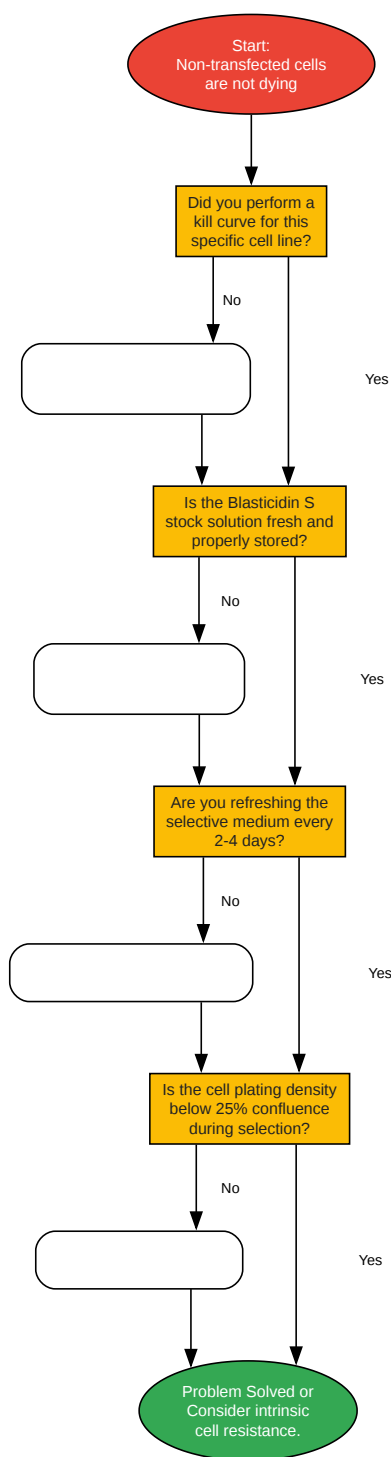 Start:
Non-transfected cells
are not dying
Did you perform a
kill curve for this
specific cell line?
No
Yes
Is the Blasticidin S
stock solution fresh and
properly stored?
No
Yes
Are you refreshing the
selective medium every
2-4 days?
No
Yes
Is the cell plating density
below 25% confluence
during selection?
No
Yes
Problem Solved or
Consider intrinsic
cell resistance.